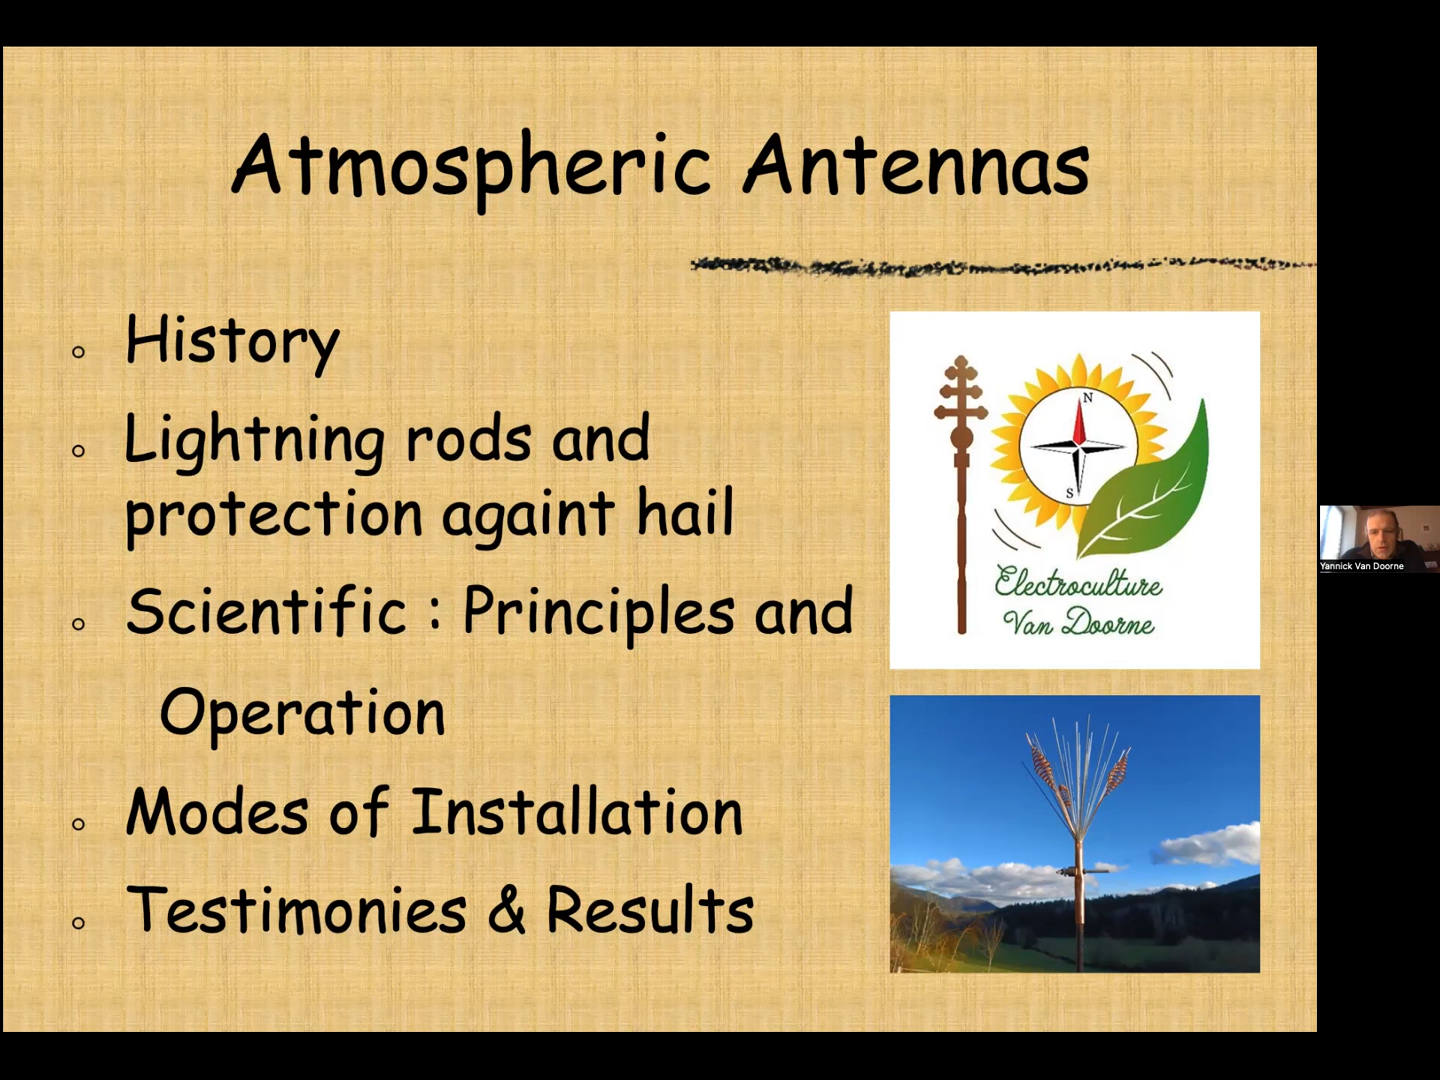 Atmospheric Antennas
History
Lightning rods and
protection againt hail
Scientific : Principles and
Operation
Modes of Installation
Testimonies & Results
N
S
Electroculture
Van Doorne
Yannick Van Doorne